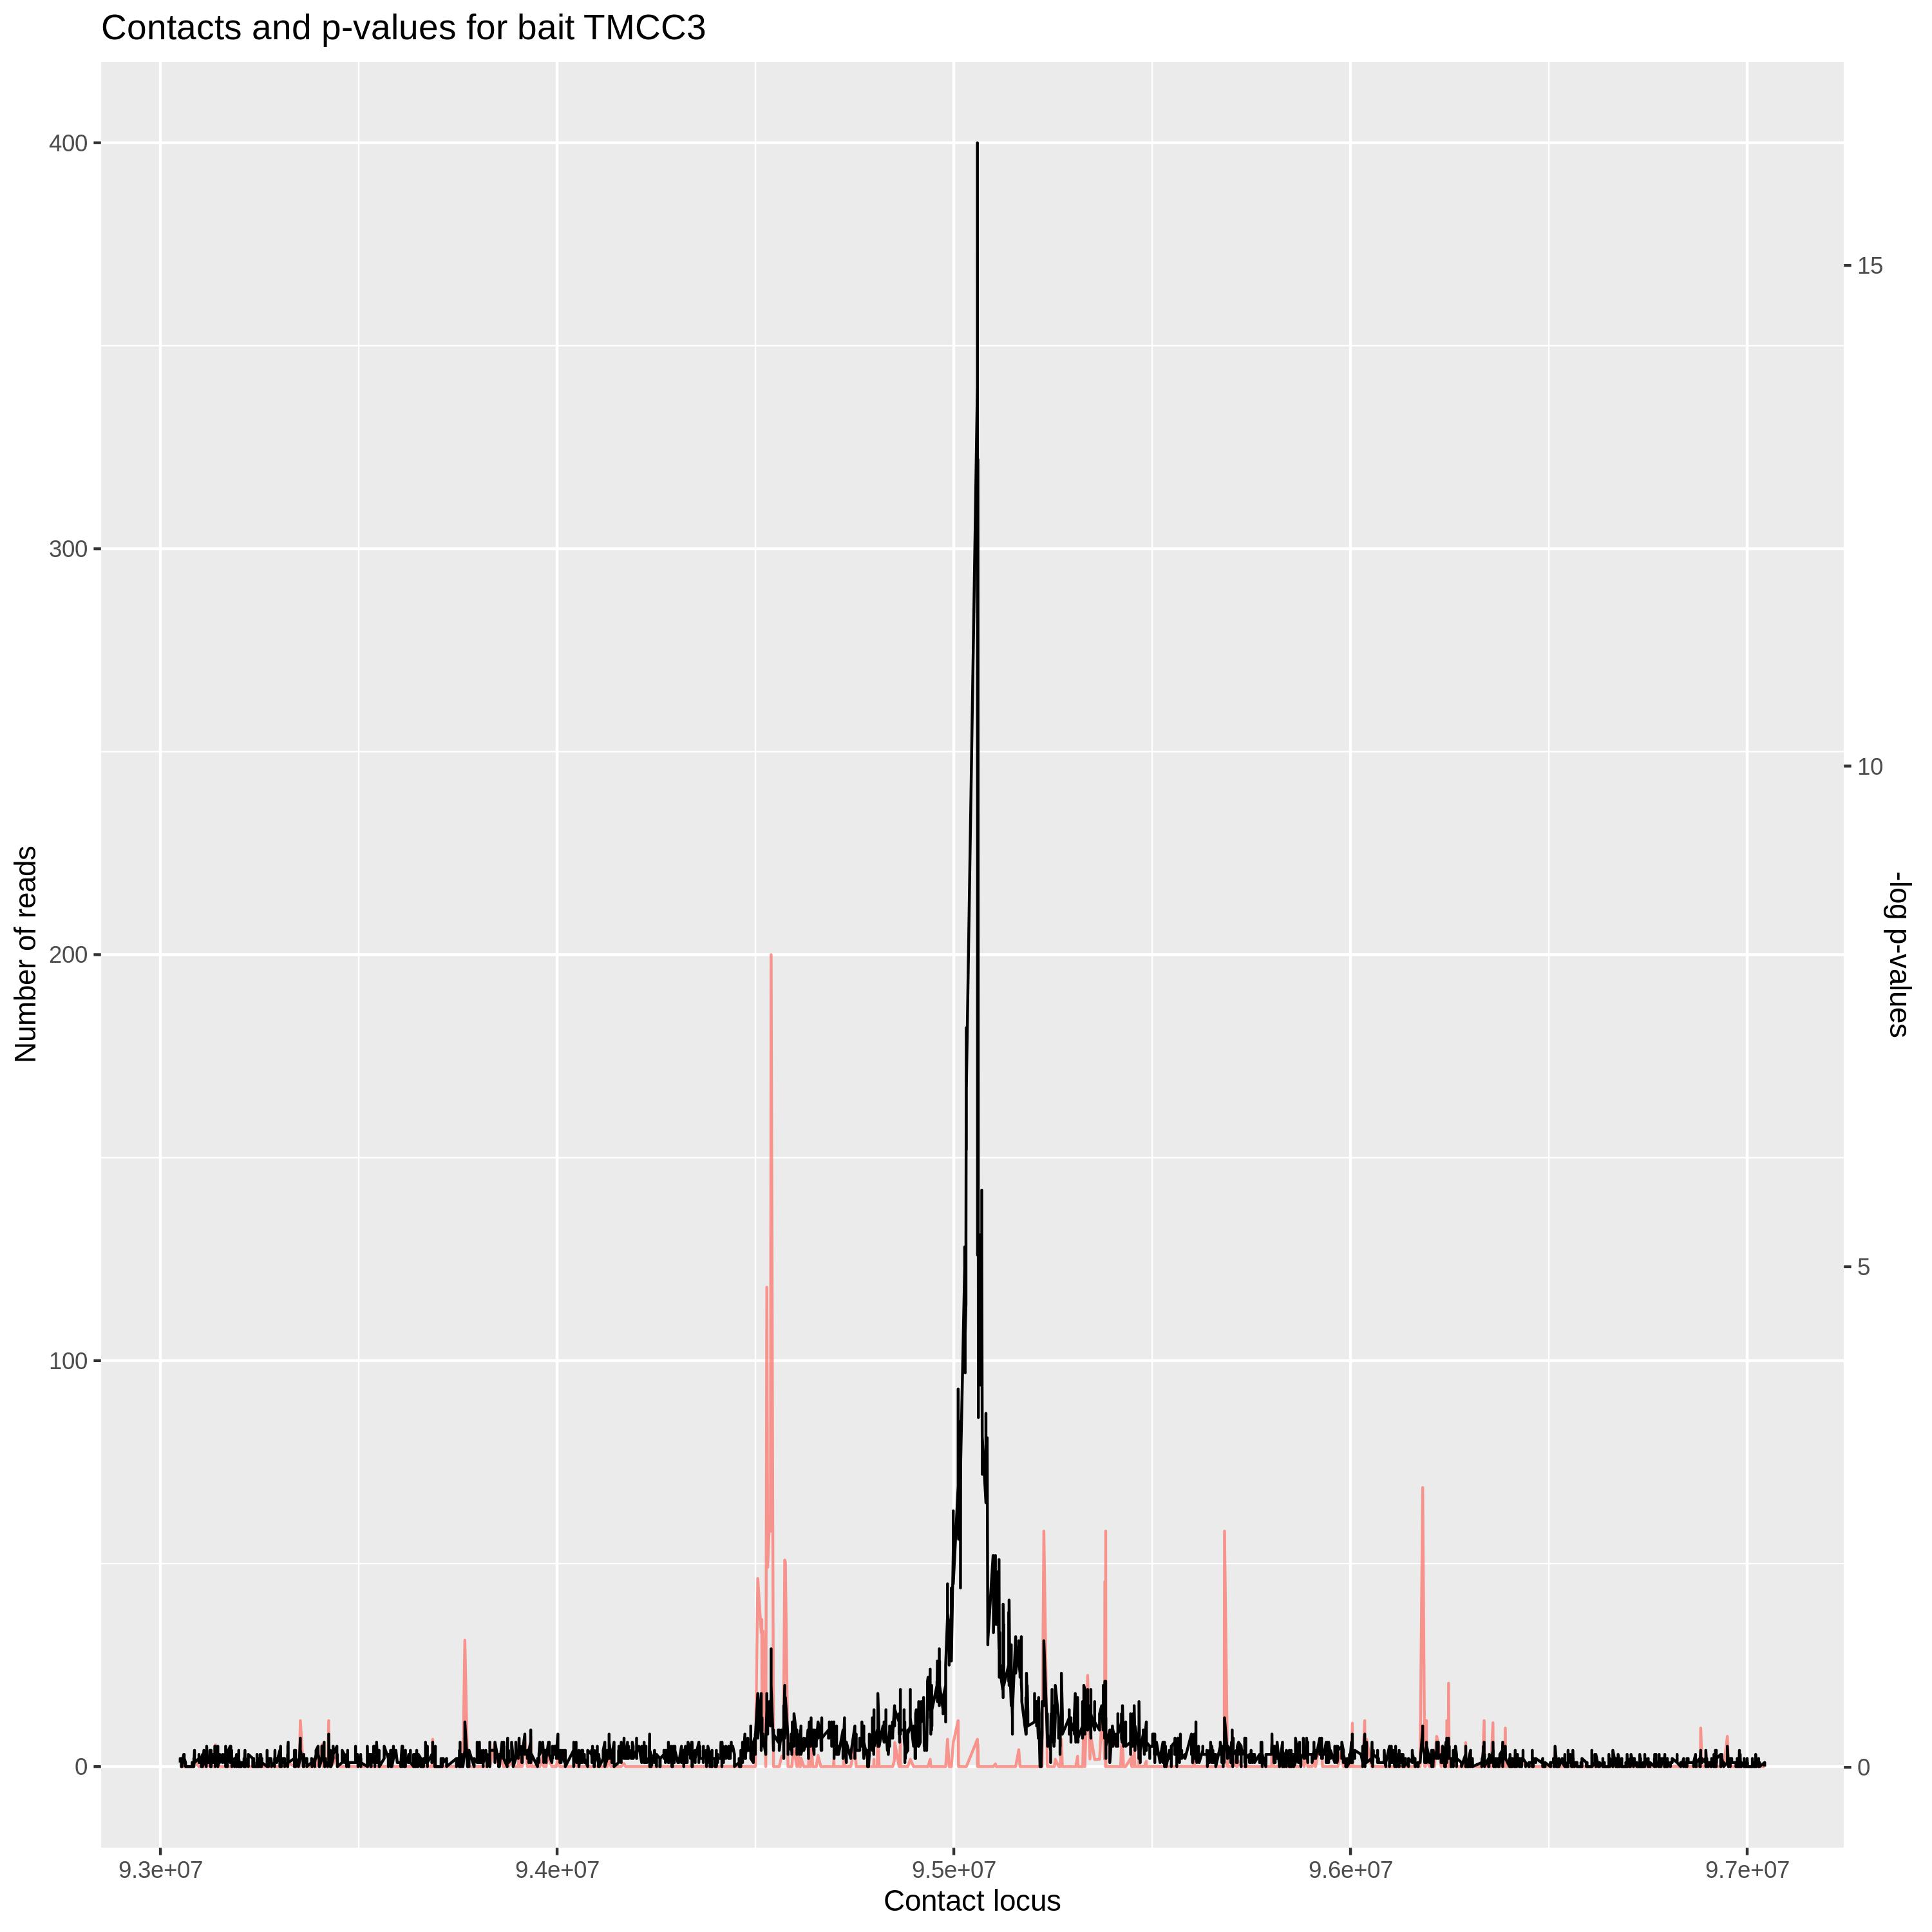 Contacts and p-values for bait TMCC3
400
300
200
100
0
Number of reads
15
10
5
0
-log p-values
9.3e+07
9.4e+07
9.5e+07
9.6e+07
9.7e+07
Contact locus